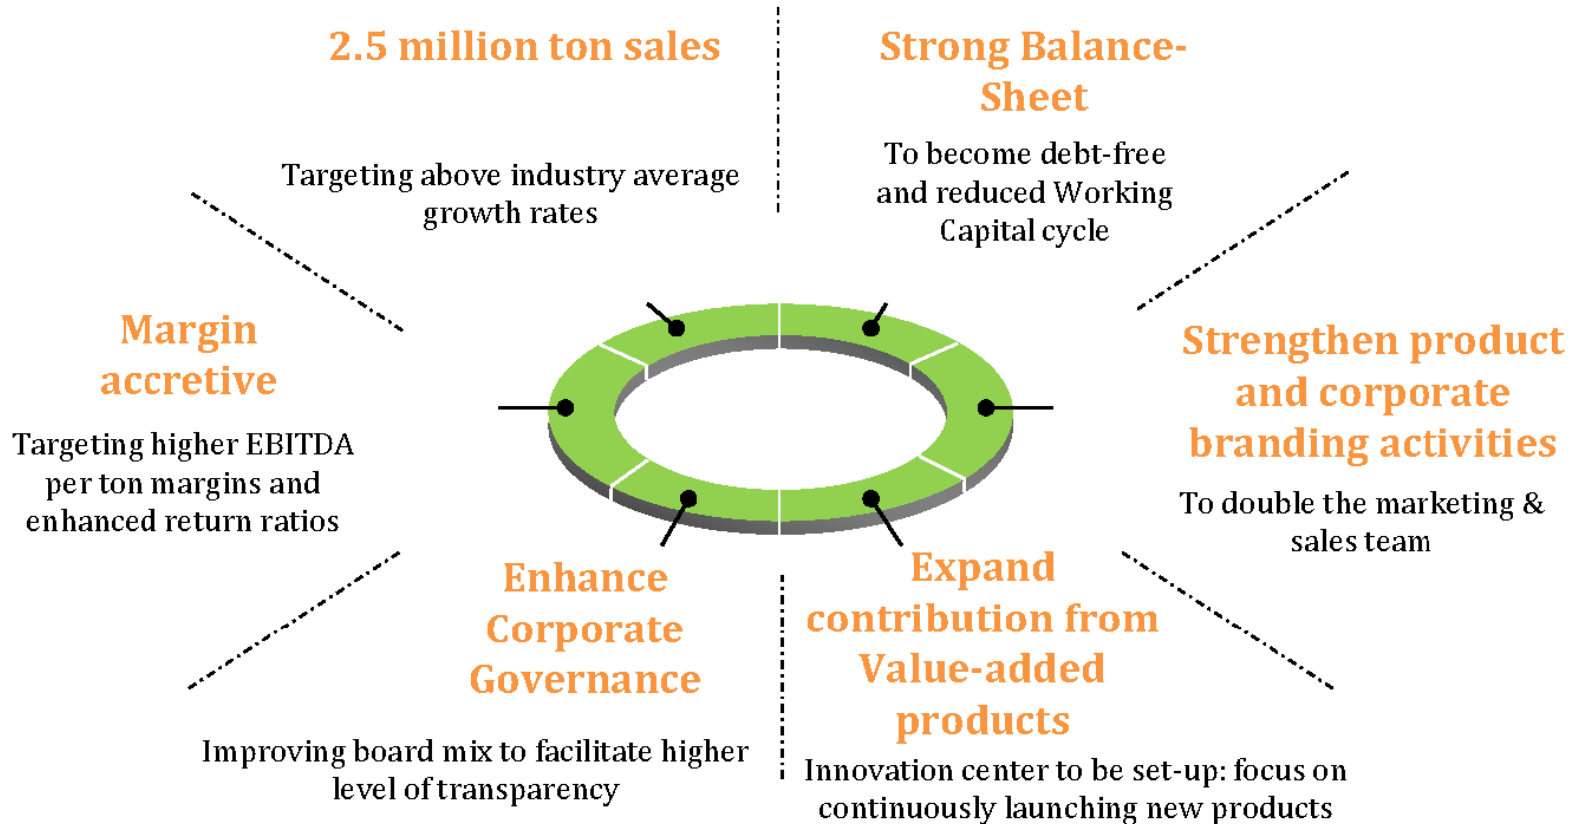 2.5 million ton sales
Targeting above industry average
growth rates
Strong Balance-
Sheet
To become debt-free
and reduced Working
Capital cycle
Margin
accretive
Targeting higher EBITDA
per ton margins and
enhanced return ratios
Strengthen product
and corporate
branding activities
To double the marketing &
sales team
Enhance
Corporate
Governance
Improving board mix to facilitate higher
level of transparency
Expand
contribution from
Value-added
products
Innovation center to be set-up: focus on
continuously launching new products